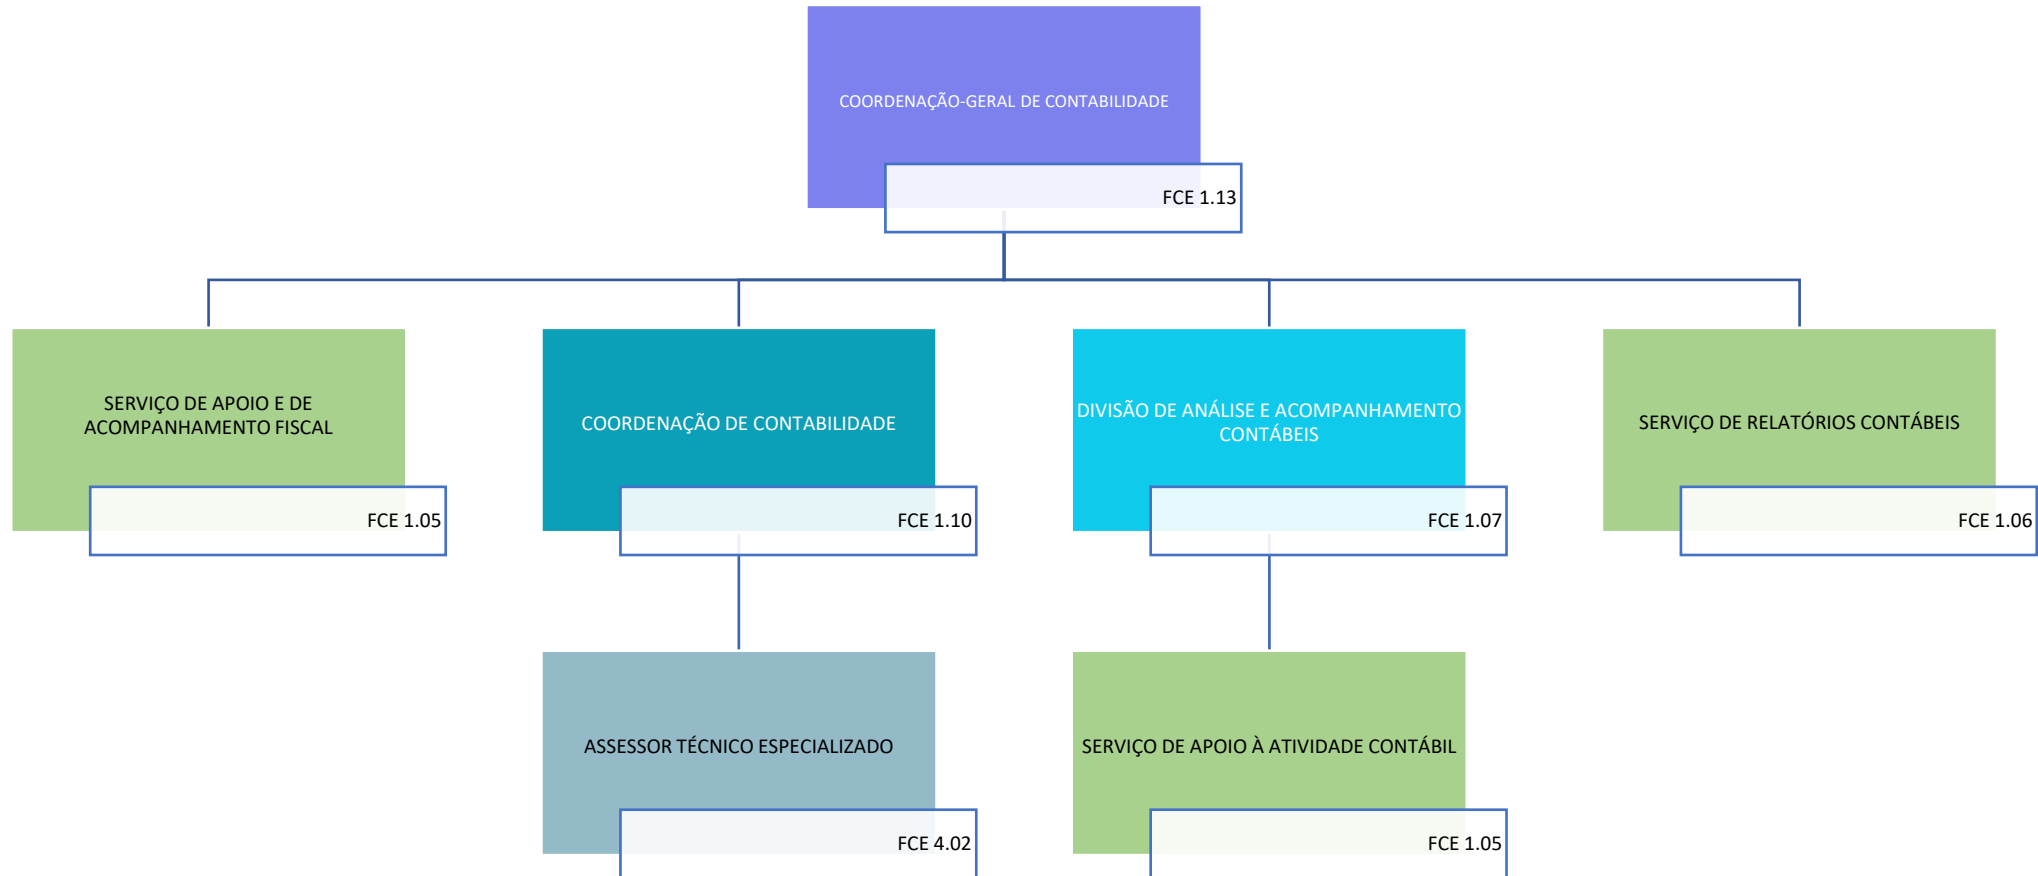 COORDENAÇÃO-GERAL DE CONTABILIDADE
FCE 1.13
SERVIÇO DE APOIO E DE
ACOMPANHAMENTO FISCAL
FCE 1.05
COORDENAÇÃO DE CONTABILIDADE
FCE 1.10
DIVISÃO DE ANÁLISE E ACOMPANHAMENTO
CONTÁBEIS
FCE 1.07
SERVIÇO DE RELATÓRIOS CONTÁBEIS
FCE 1.06
ASSESSOR TÉCNICO ESPECIALIZADO
FCE 4.02
SERVIÇO DE APOIO À ATIVIDADE CONTÁBIL
FCE 1.05